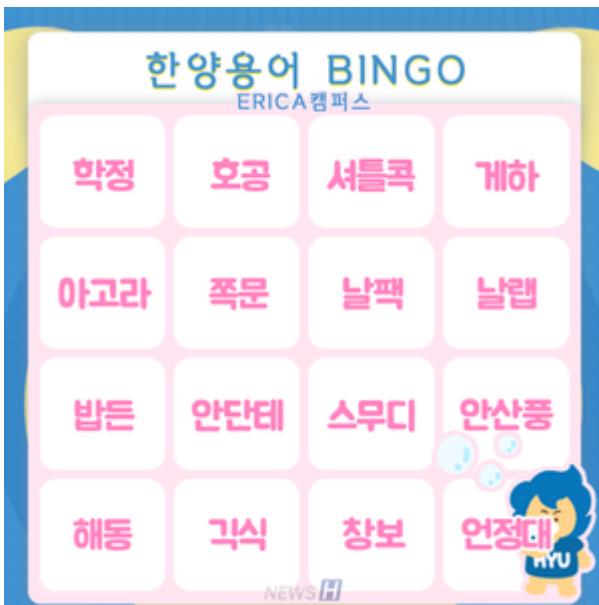 한양용어 BINGO
ERICA캠퍼스
학정 호공 셔틀콕 게하
아고라 쪽문 날팩 날랩
밥든 안단테 스무디 안산풍
해동 긱식 창보 언정대
HYU
NEWS H